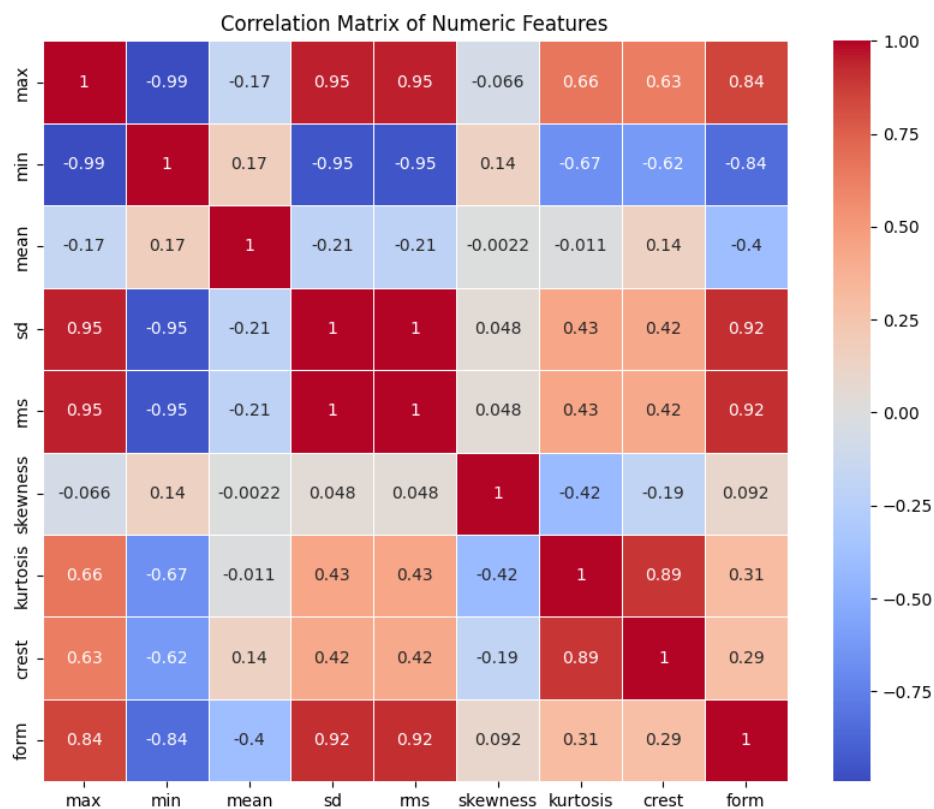 Correlation Matrix of Numeric Features
max 1 -0.99 -0.17 0.95 0.95 -0.066 0.66 0.63 0.84
min -0.99 1 0.17 -0.95 -0.95 0.14 -0.67 -0.62 -0.84
mean -0.17 0.17 1 -0.21 -0.21 -0.0022 -0.011 0.14 -0.4
sd 0.95 -0.95 -0.21 1 1 0.048 0.43 0.42 0.92
rms 0.95 -0.95 -0.21 1 1 0.048 0.43 0.42 0.92
skewness -0.066 0.14 -0.0022 0.048 0.048 1 -0.42 -0.19 0.092
kurtosis 0.66 -0.67 -0.011 0.43 0.43 -0.42 1 0.89 0.31
crest 0.63 -0.62 0.14 0.42 0.42 -0.19 0.89 1 0.29
form 0.84 -0.84 -0.4 0.92 0.92 0.092 0.31 0.29 1
max min mean sd rms skewness kurtosis crest form
1.00
0.75
0.50
0.25
0.00
−0.25
−0.50
−0.75